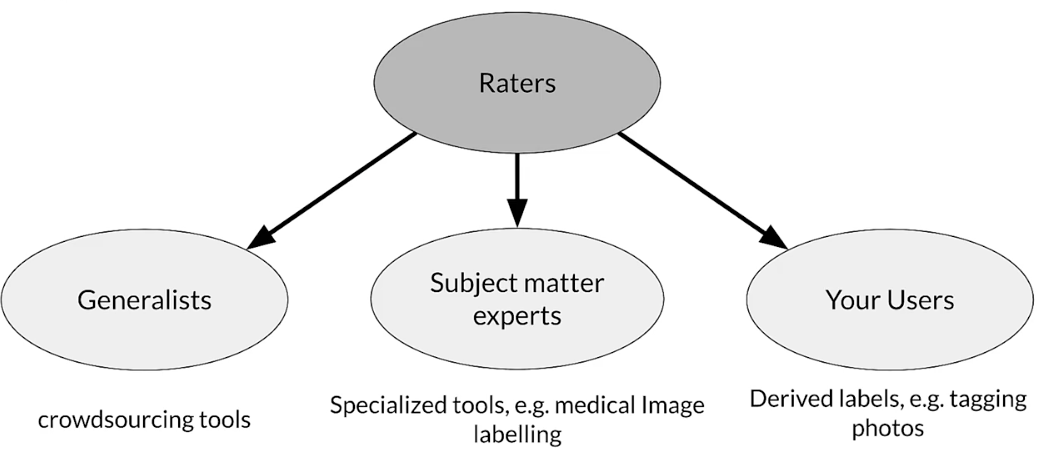 Raters
Generalists
Subject matter
experts
Your Users
crowdsourcing tools
Specialized tools, e.g. medical Image
labelling
Derived labels, e.g. tagging
photos